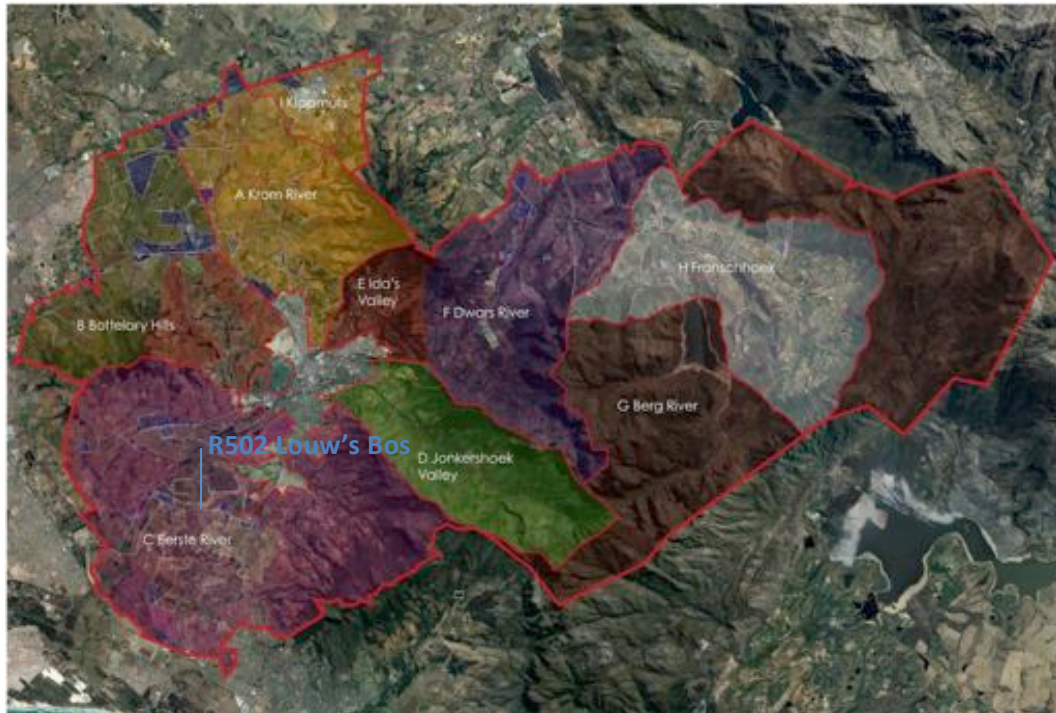 I Klapmuts
A Krom River
E Ida's
Valley
H Franschhoek
F Dwars River
B Bottelary Hills
G Berg River
R502 Louw's Bos
D Jonkershoek
Valley
C Eerste River